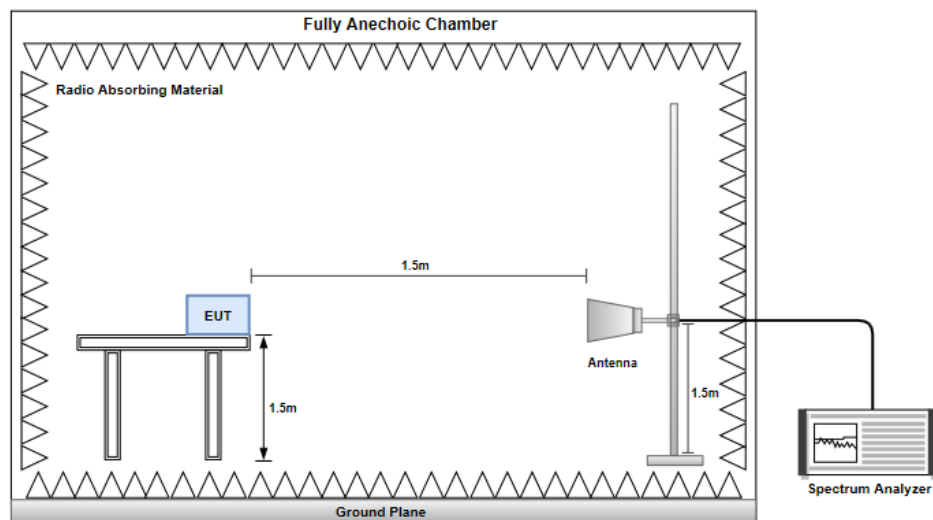 Fully Anechoic Chamber
Radio Absorbing Material
1.5m
EUT
Antenna
1.5m
1.5m
Spectrum Analyzer
Ground Plane